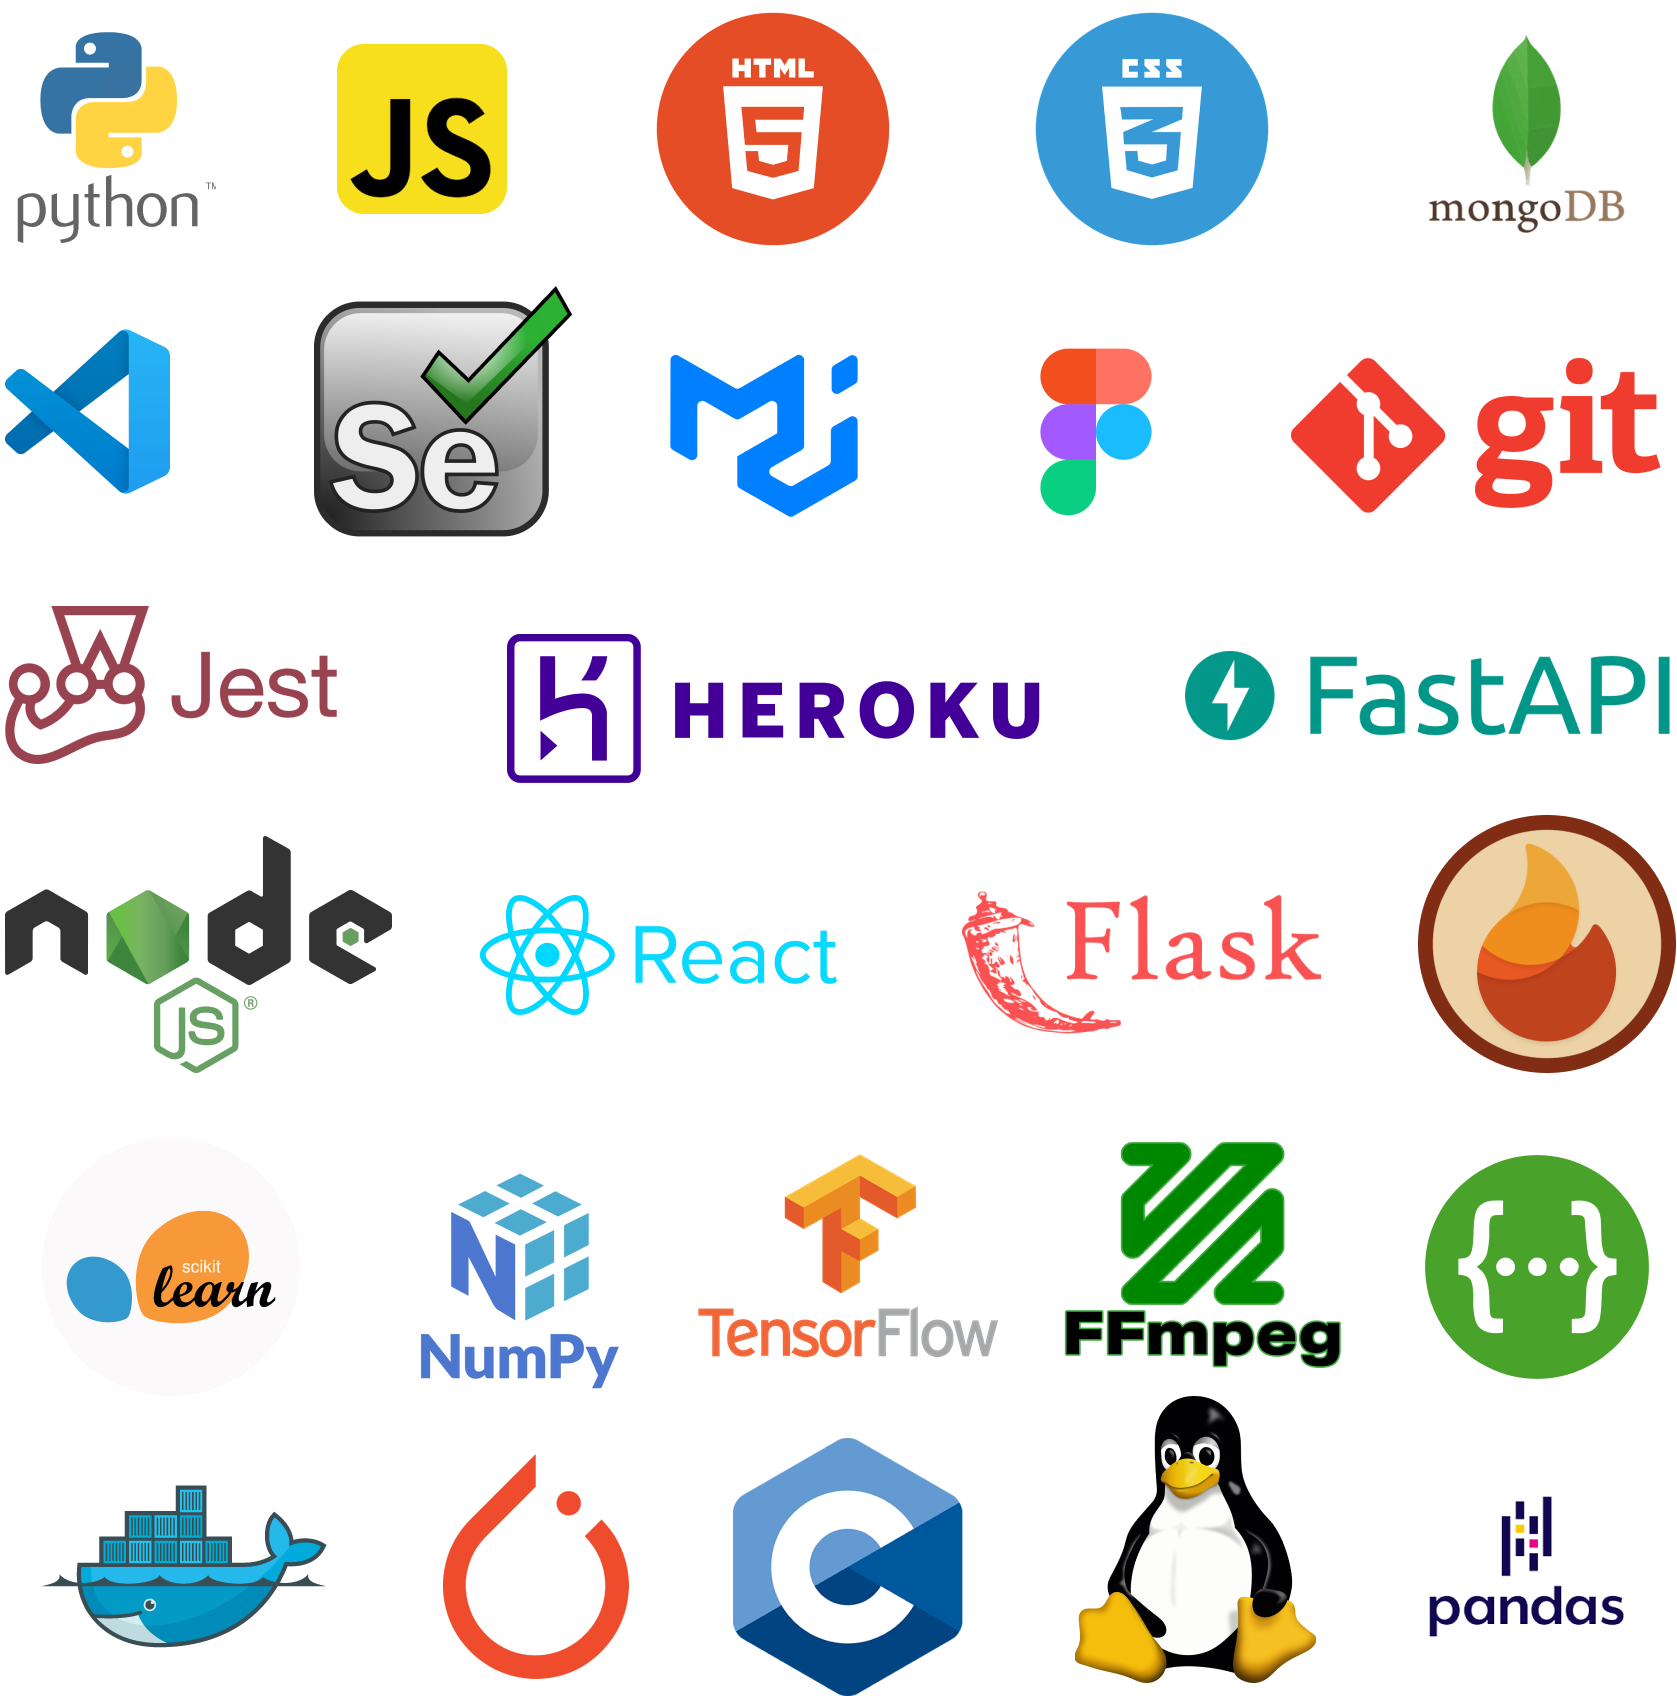 HTML
5
CSS
3
JS
python™
mongoDB
Se
git
Jest
HEROKU
FastAPI
node
JS®
React
Flask
scikit
learn
N
NumPy
TensorFlow
FFmpeg
{...}
C
pandas